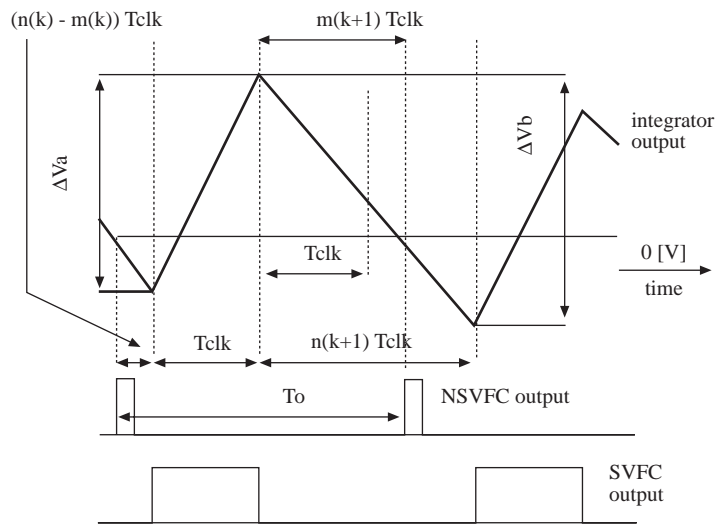 (n(k) - m(k)) Tclk
m(k+1) Tclk
integrator
output
ΔVa
ΔVb
Tclk
0 [V]
time
Tclk
n(k+1) Tclk
To
NSVFC output
SVFC
output